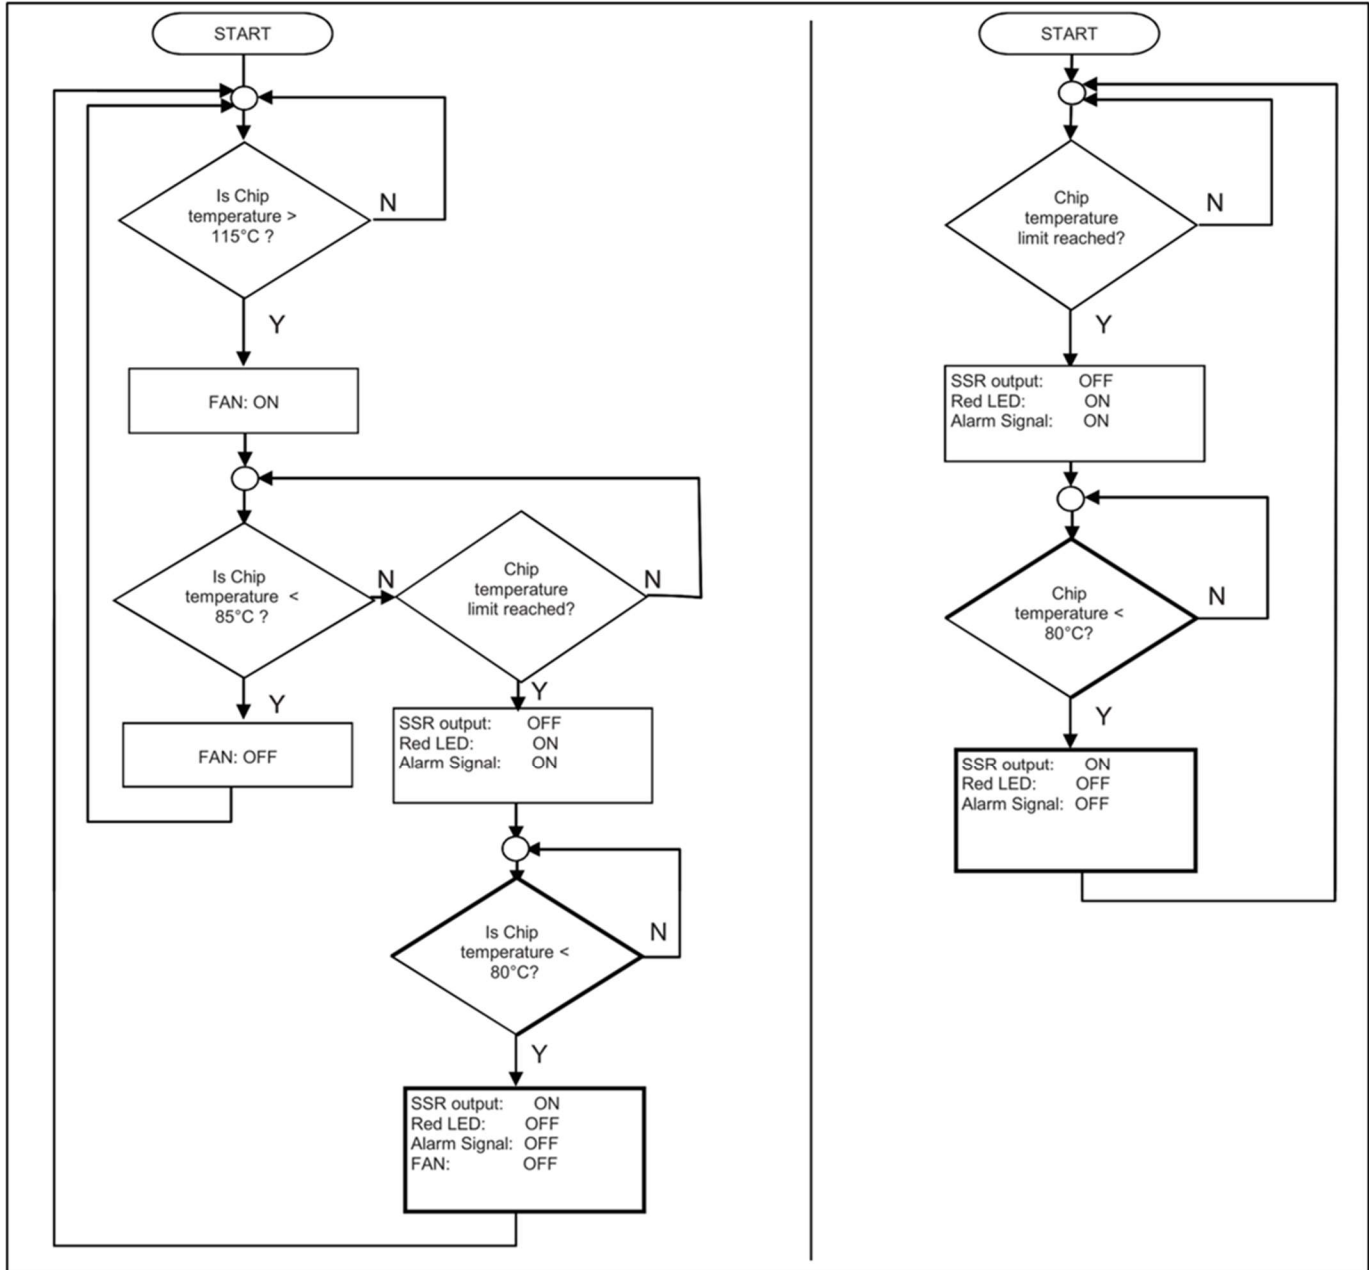 START
Is Chip
temperature >
115°C ?
N
Y
FAN: ON
Is Chip
temperature <
85°C ?
N
Chip
temperature
limit reached?
N
Y
FAN: OFF
Y
SSR output: OFF
Red LED: ON
Alarm Signal: ON
Is Chip
temperature <
80°C?
N
Y
SSR output: ON
Red LED: OFF
Alarm Signal: OFF
FAN: OFF
START
Chip
temperature
limit reached?
N
Y
SSR output: OFF
Red LED: ON
Alarm Signal: ON
Chip
temperature <
80°C?
N
Y
SSR output: ON
Red LED: OFF
Alarm Signal: OFF